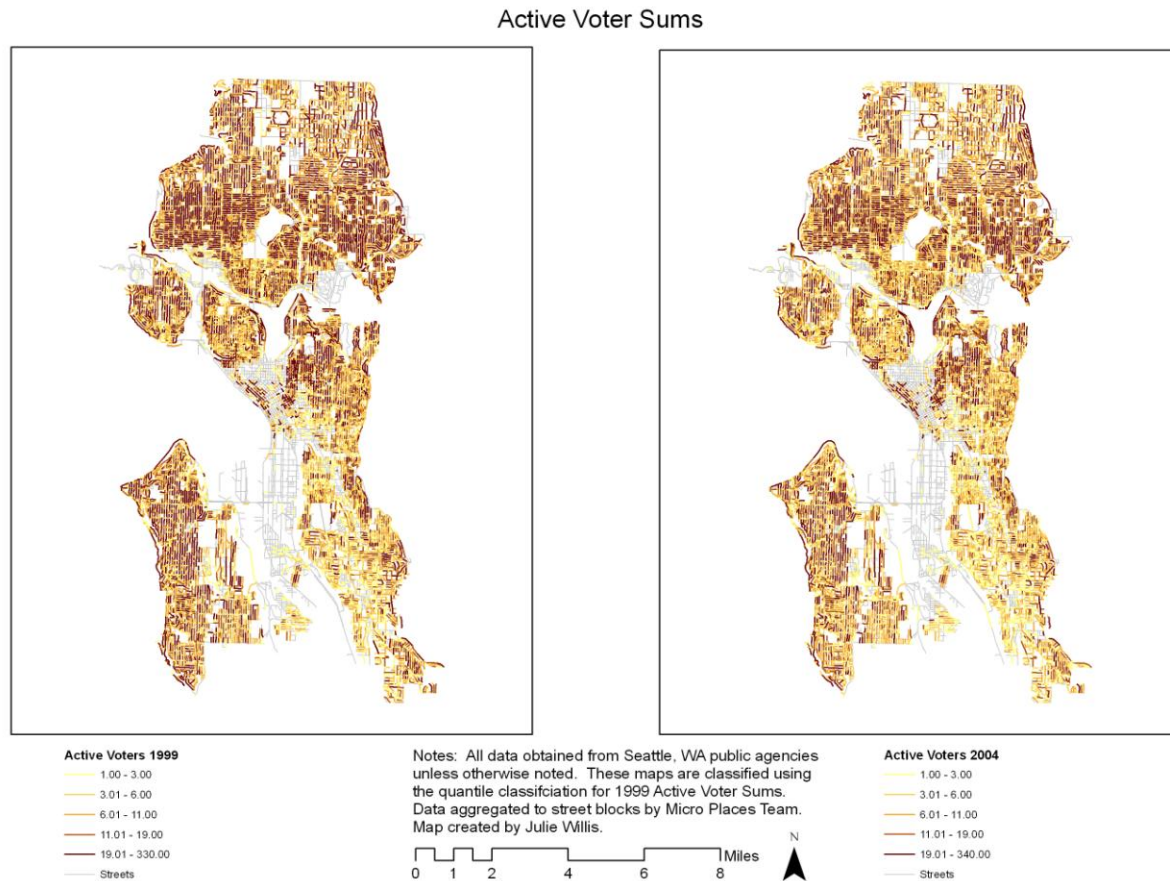 Active Voter Sums
Active Voters 1999
1.00 - 3.00
3.01 - 6.00
6.01 - 11.00
11.01 - 19.00
19.01 - 330.00
Streets
Notes: All data obtained from Seattle, WA public agencies
unless otherwise noted. These maps are classified using
the quantile classifciation for 1999 Active Voter Sums.
Data aggregated to street blocks by Micro Places Team.
Map created by Julie Willis.
Miles
0 1 2 4 6 8
N
Active Voters 2004
1.00 - 3.00
3.01 - 6.00
6.01 - 11.00
11.01 - 19.00
19.01 - 340.00
Streets